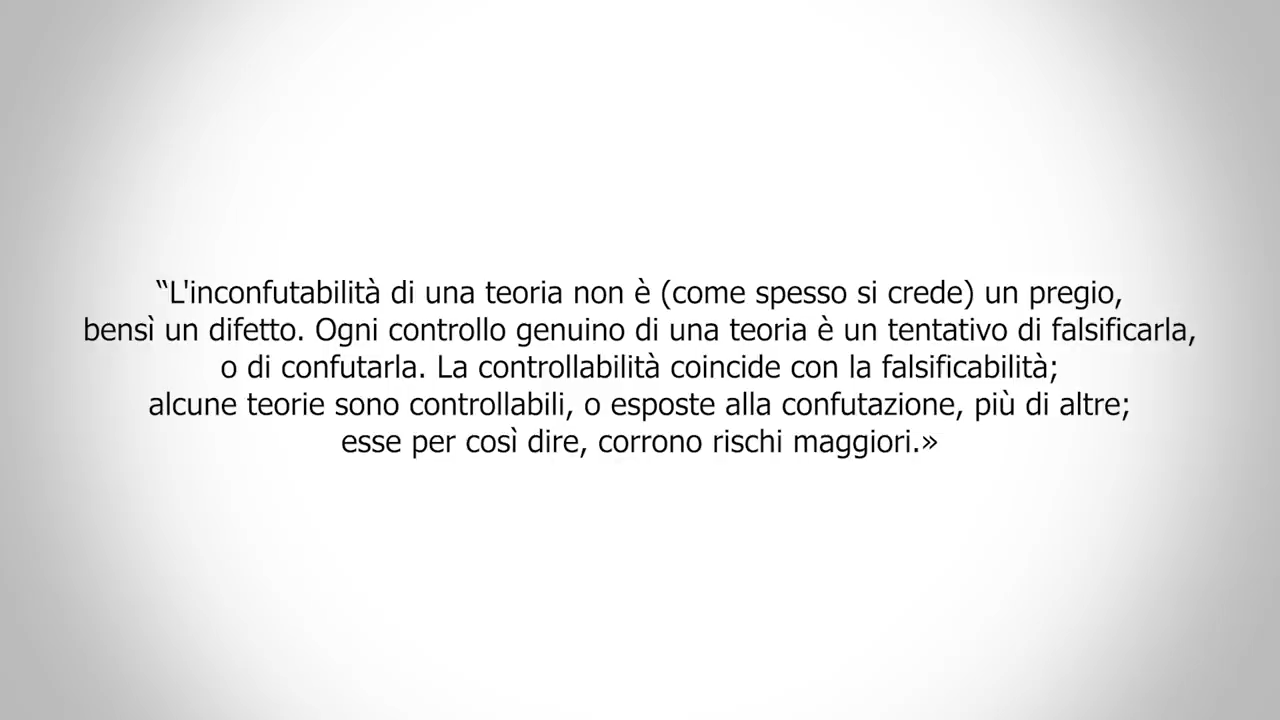 “L'inconfutabilità di una teoria non è (come spesso si crede) un pregio,
bensì un difetto. Ogni controllo genuino di una teoria è un tentativo di falsificarla,
o di confutarla. La controllabilità coincide con la falsificabilità;
alcune teorie sono controllabili, o esposte alla confutazione, più di altre;
esse per così dire, corrono rischi maggiori.»